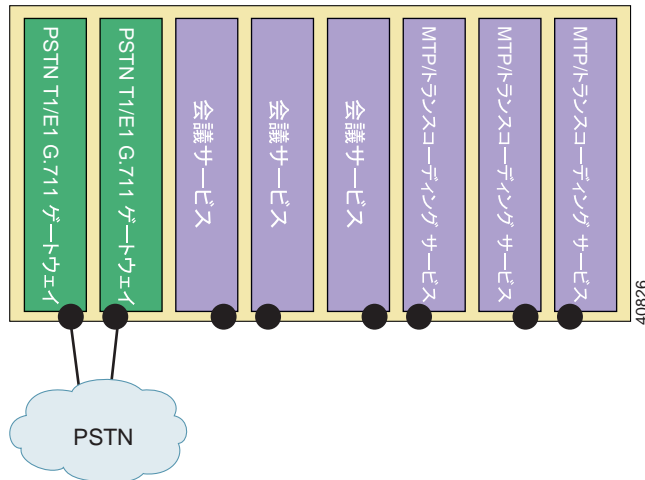 PSTN T1/E1 G.711 ゲートウェイ
PSTN T1/E1 G.711 ゲートウェイ
会議サービス
会議サービス
会議サービス
MTP/トランスコーディング サービス
MTP/トランスコーディング サービス
MTP/トランスコーディング サービス
40826
PSTN